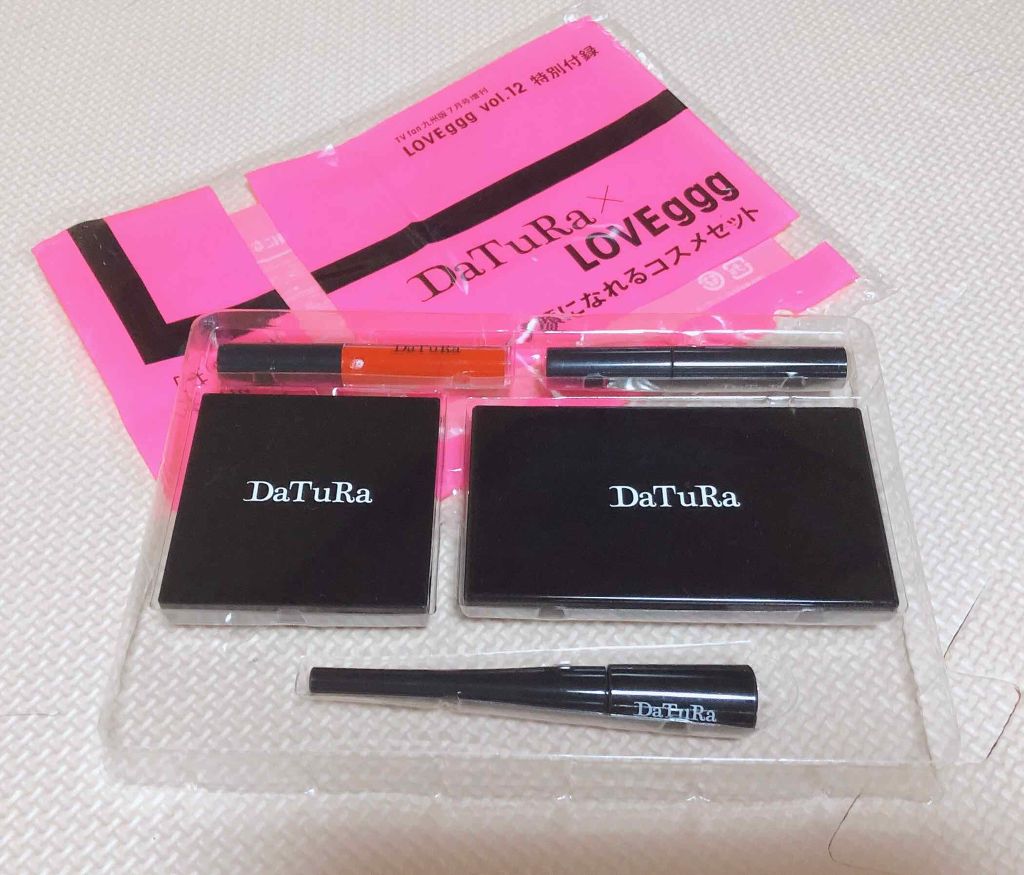 TV fan九州版7月号増刊
LOVEggg vol.12 特別付録
DaTuRa×
LOVEggg
になれるコスメセット
DaTuRa
DaTuRa
DaTuRa
DaTuRa